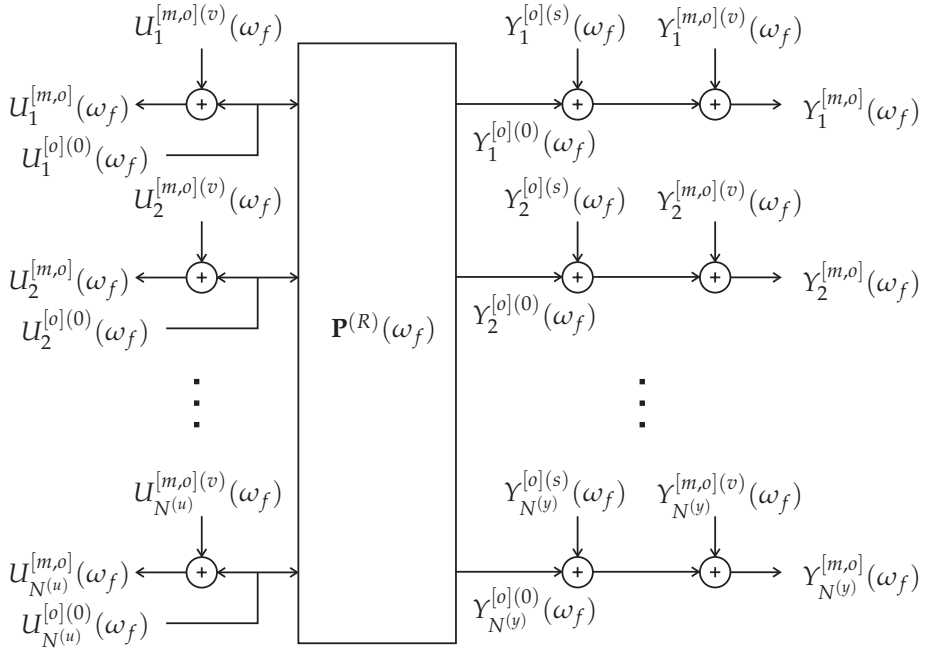 U_1^{[m,o](v)}(ω_f)
Y_1^{[o](s)}(ω_f)
Y_1^{[m,o](v)}(ω_f)
U_1^{[m,o]}(ω_f)
+
+
+
Y_1^{[m,o]}(ω_f)
U_1^{[o](0)}(ω_f)
Y_1^{[o](0)}(ω_f)
U_2^{[m,o](v)}(ω_f)
Y_2^{[o](s)}(ω_f)
Y_2^{[m,o](v)}(ω_f)
U_2^{[m,o]}(ω_f)
+
+
+
Y_2^{[m,o]}(ω_f)
U_2^{[o](0)}(ω_f)
Y_2^{[o](0)}(ω_f)
P^{(R)}(ω_f)
U_{N^{(u)}}^{[m,o](v)}(ω_f)
Y_{N^{(y)}}^{[o](s)}(ω_f)
Y_{N^{(y)}}^{[m,o](v)}(ω_f)
U_{N^{(u)}}^{[m,o]}(ω_f)
+
+
+
Y_{N^{(y)}}^{[m,o]}(ω_f)
U_{N^{(u)}}^{[o](0)}(ω_f)
Y_{N^{(y)}}^{[o](0)}(ω_f)